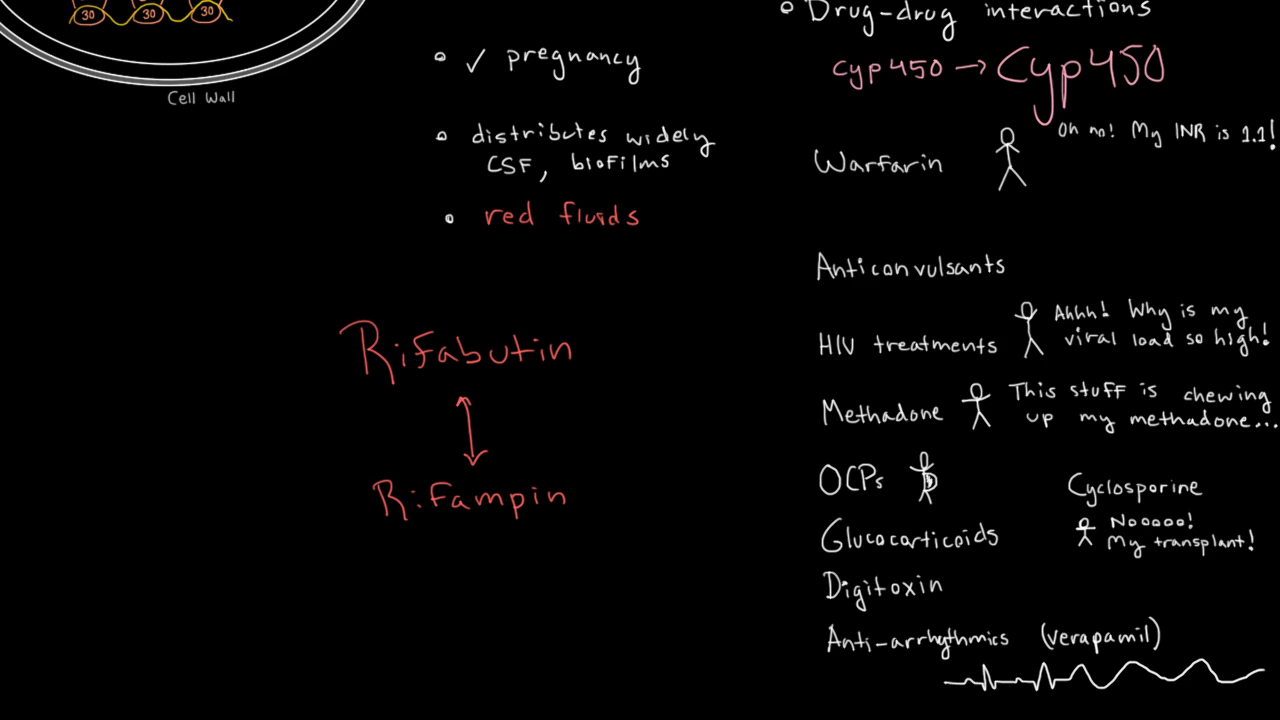 30 30 30
Cell Wall
✓ pregnancy
distributes widely
CSF, biofilms
red fluids
Rifabutin
Rifampin
Drug-drug interactions
Cyp450 → Cyp450
Warfarin
Oh no! My INR is 1.1!
Anticonvulsants
HIV treatments
Ahhh! Why is my
viral load so high!
Methadone
This stuff is chewing
up my methadone...
OCPs
Cyclosporine
Nooooo!
My transplant!
Glucocorticoids
Digitoxin
Anti-arrhythmics (verapamil)